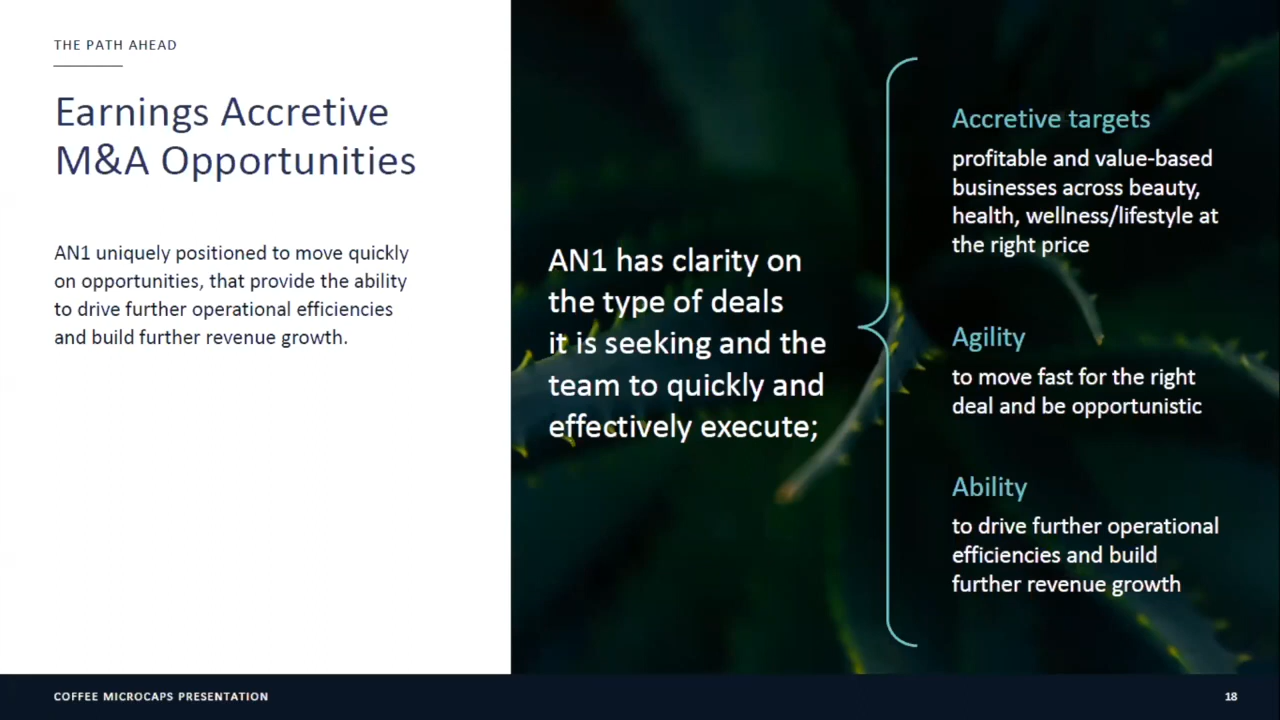 THE PATH AHEAD
Earnings Accretive
M&A Opportunities
AN1 uniquely positioned to move quickly
on opportunities, that provide the ability
to drive further operational efficiencies
and build further revenue growth.
AN1 has clarity on
the type of deals
it is seeking and the
team to quickly and
effectively execute;
Accretive targets
profitable and value-based
businesses across beauty,
health, wellness/lifestyle at
the right price
Agility
to move fast for the right
deal and be opportunistic
Ability
to drive further operational
efficiencies and build
further revenue growth
COFFEE MICROCAPS PRESENTATION
18